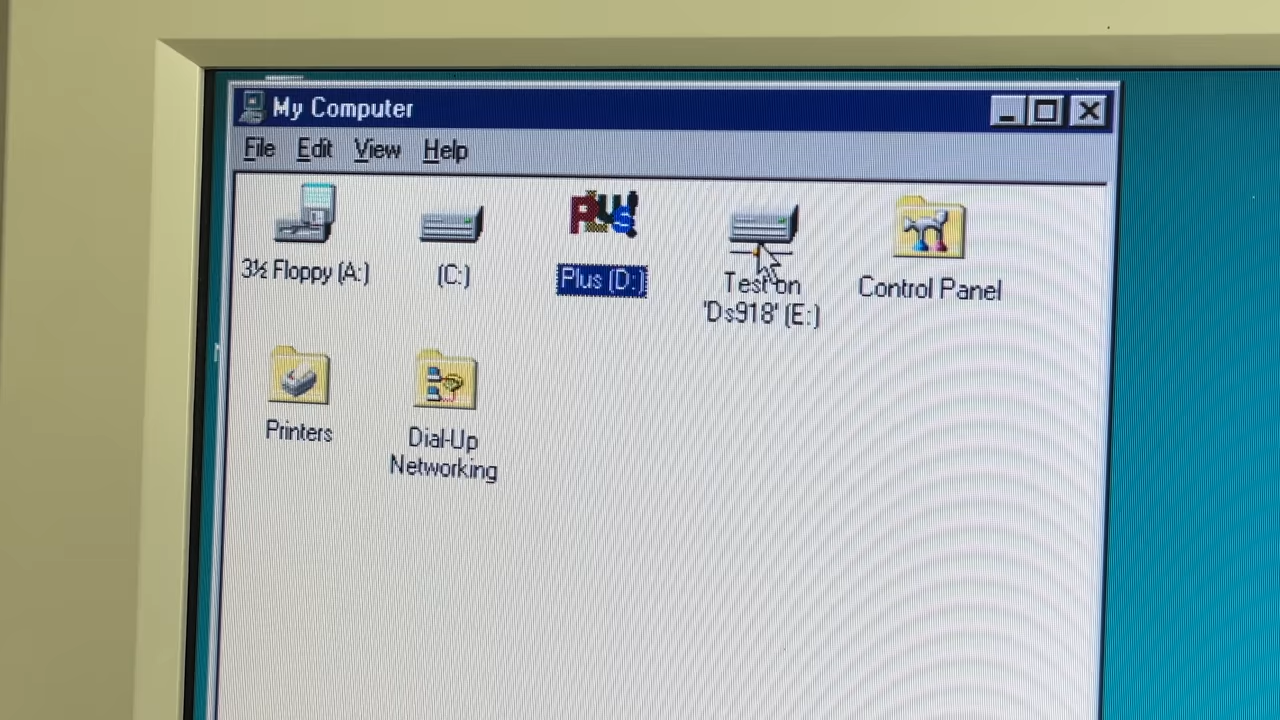 My Computer
File Edit View Help
Plus
3½ Floppy (A:)
(C:)
Plus (D:)
Test on
'Ds918' (E:)
Control Panel
Printers
Dial-Up
Networking